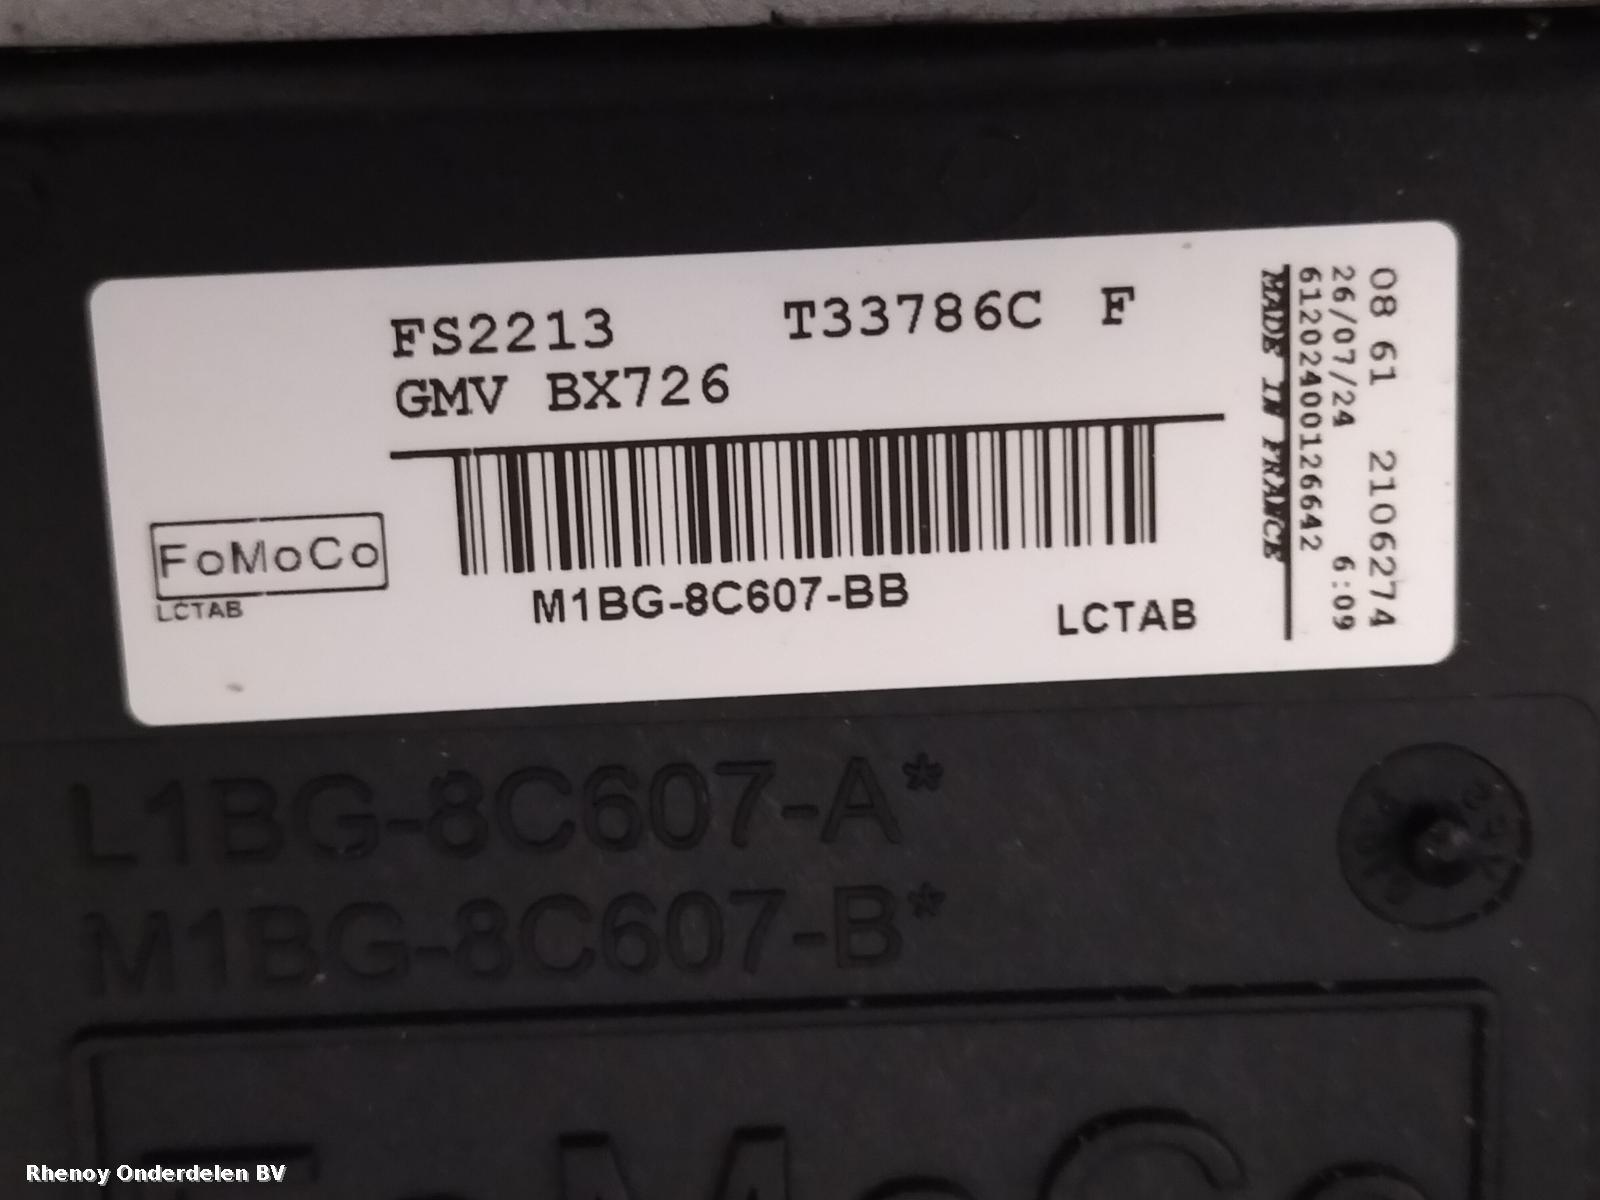 FS2213 T33786C F
GMV BX726
FoMoCo
LCTAB
M1BG-8C607-BB
LCTAB
08 61 2106274
26/07/24 6:09
61202400126642
MADE IN FRANCE
L1BG-8C607-A*
M1BG-8C607-B*
FoMoCo
Rhenoy Onderdelen BV